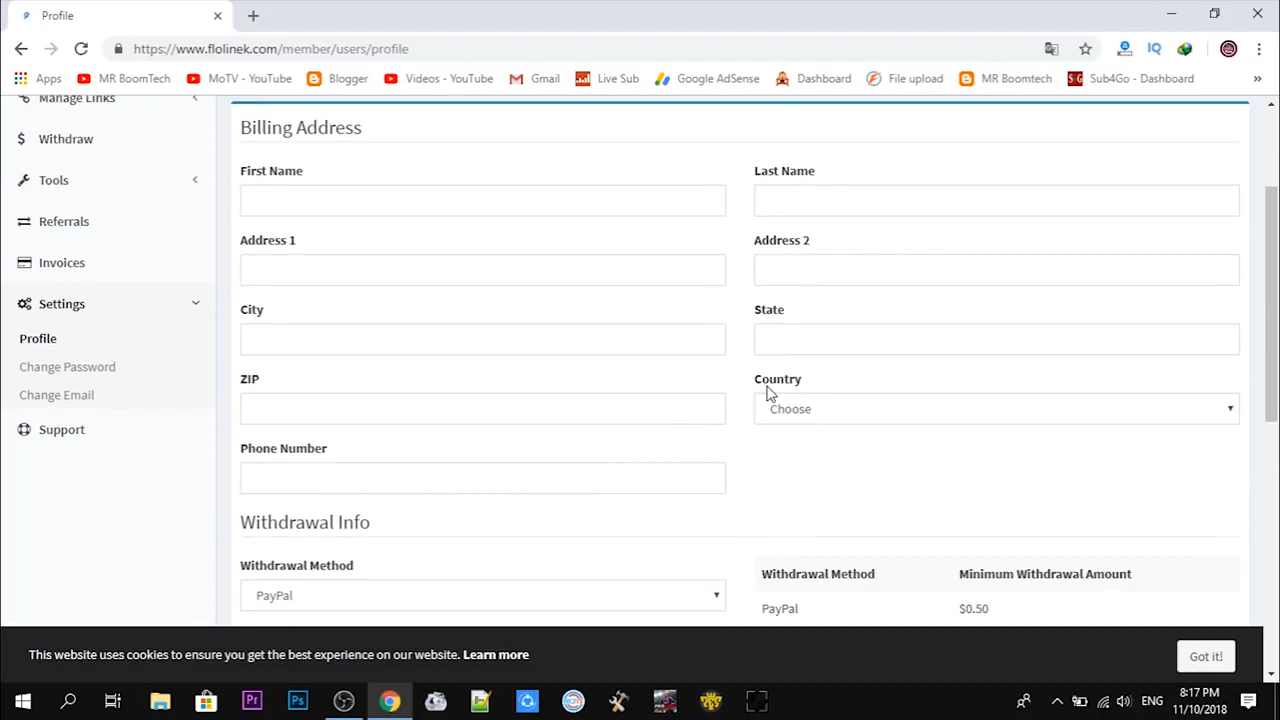 Profile
https://www.flolinek.com/member/users/profile
Apps MR BoomTech MoTV - YouTube Blogger Videos - YouTube Gmail Live Sub Google AdSense Dashboard File upload MR Boomtech Sub4Go - Dashboard »
Manage Links
Withdraw
Tools
Referrals
Invoices
Settings
Profile
Change Password
Change Email
Support
Billing Address
First Name Last Name
Address 1 Address 2
City State
ZIP Country
Choose
Phone Number
Withdrawal Info
Withdrawal Method
PayPal
Withdrawal Method Minimum Withdrawal Amount
PayPal $0.50
This website uses cookies to ensure you get the best experience on our website. Learn more
Got it!
Pr Ps
ENG
8:17 PM
11/10/2018